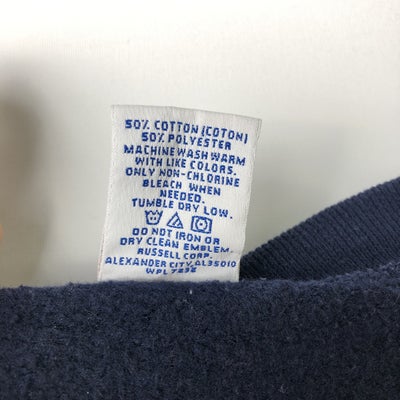 50% COTTON [COTON]
50% POLYESTER
MACHINE WASH WARM
WITH LIKE COLORS.
ONLY NON-CHLORINE
BLEACH WHEN
NEEDED.
TUMBLE DRY LOW.
DO NOT IRON OR
DRY CLEAN EMBLEM.
RUSSELL CORP.
ALEXANDER CITY, AL35010
WPL 7232